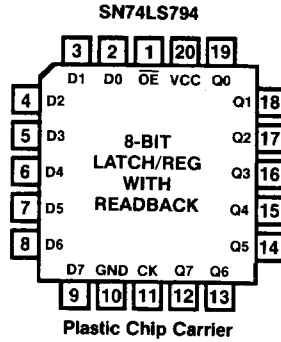 SN74LS794
3 2 1 20 19
D1 D0 OE VCC Q0
4 D2 Q1 18
5 D3 Q2 17
6 D4 Q3 16
7 D5 Q4 15
8 D6 Q5 14
8-BIT
LATCH/REG
WITH
READBACK
D7 GND CK Q7 Q6
9 10 11 12 13
Plastic Chip Carrier